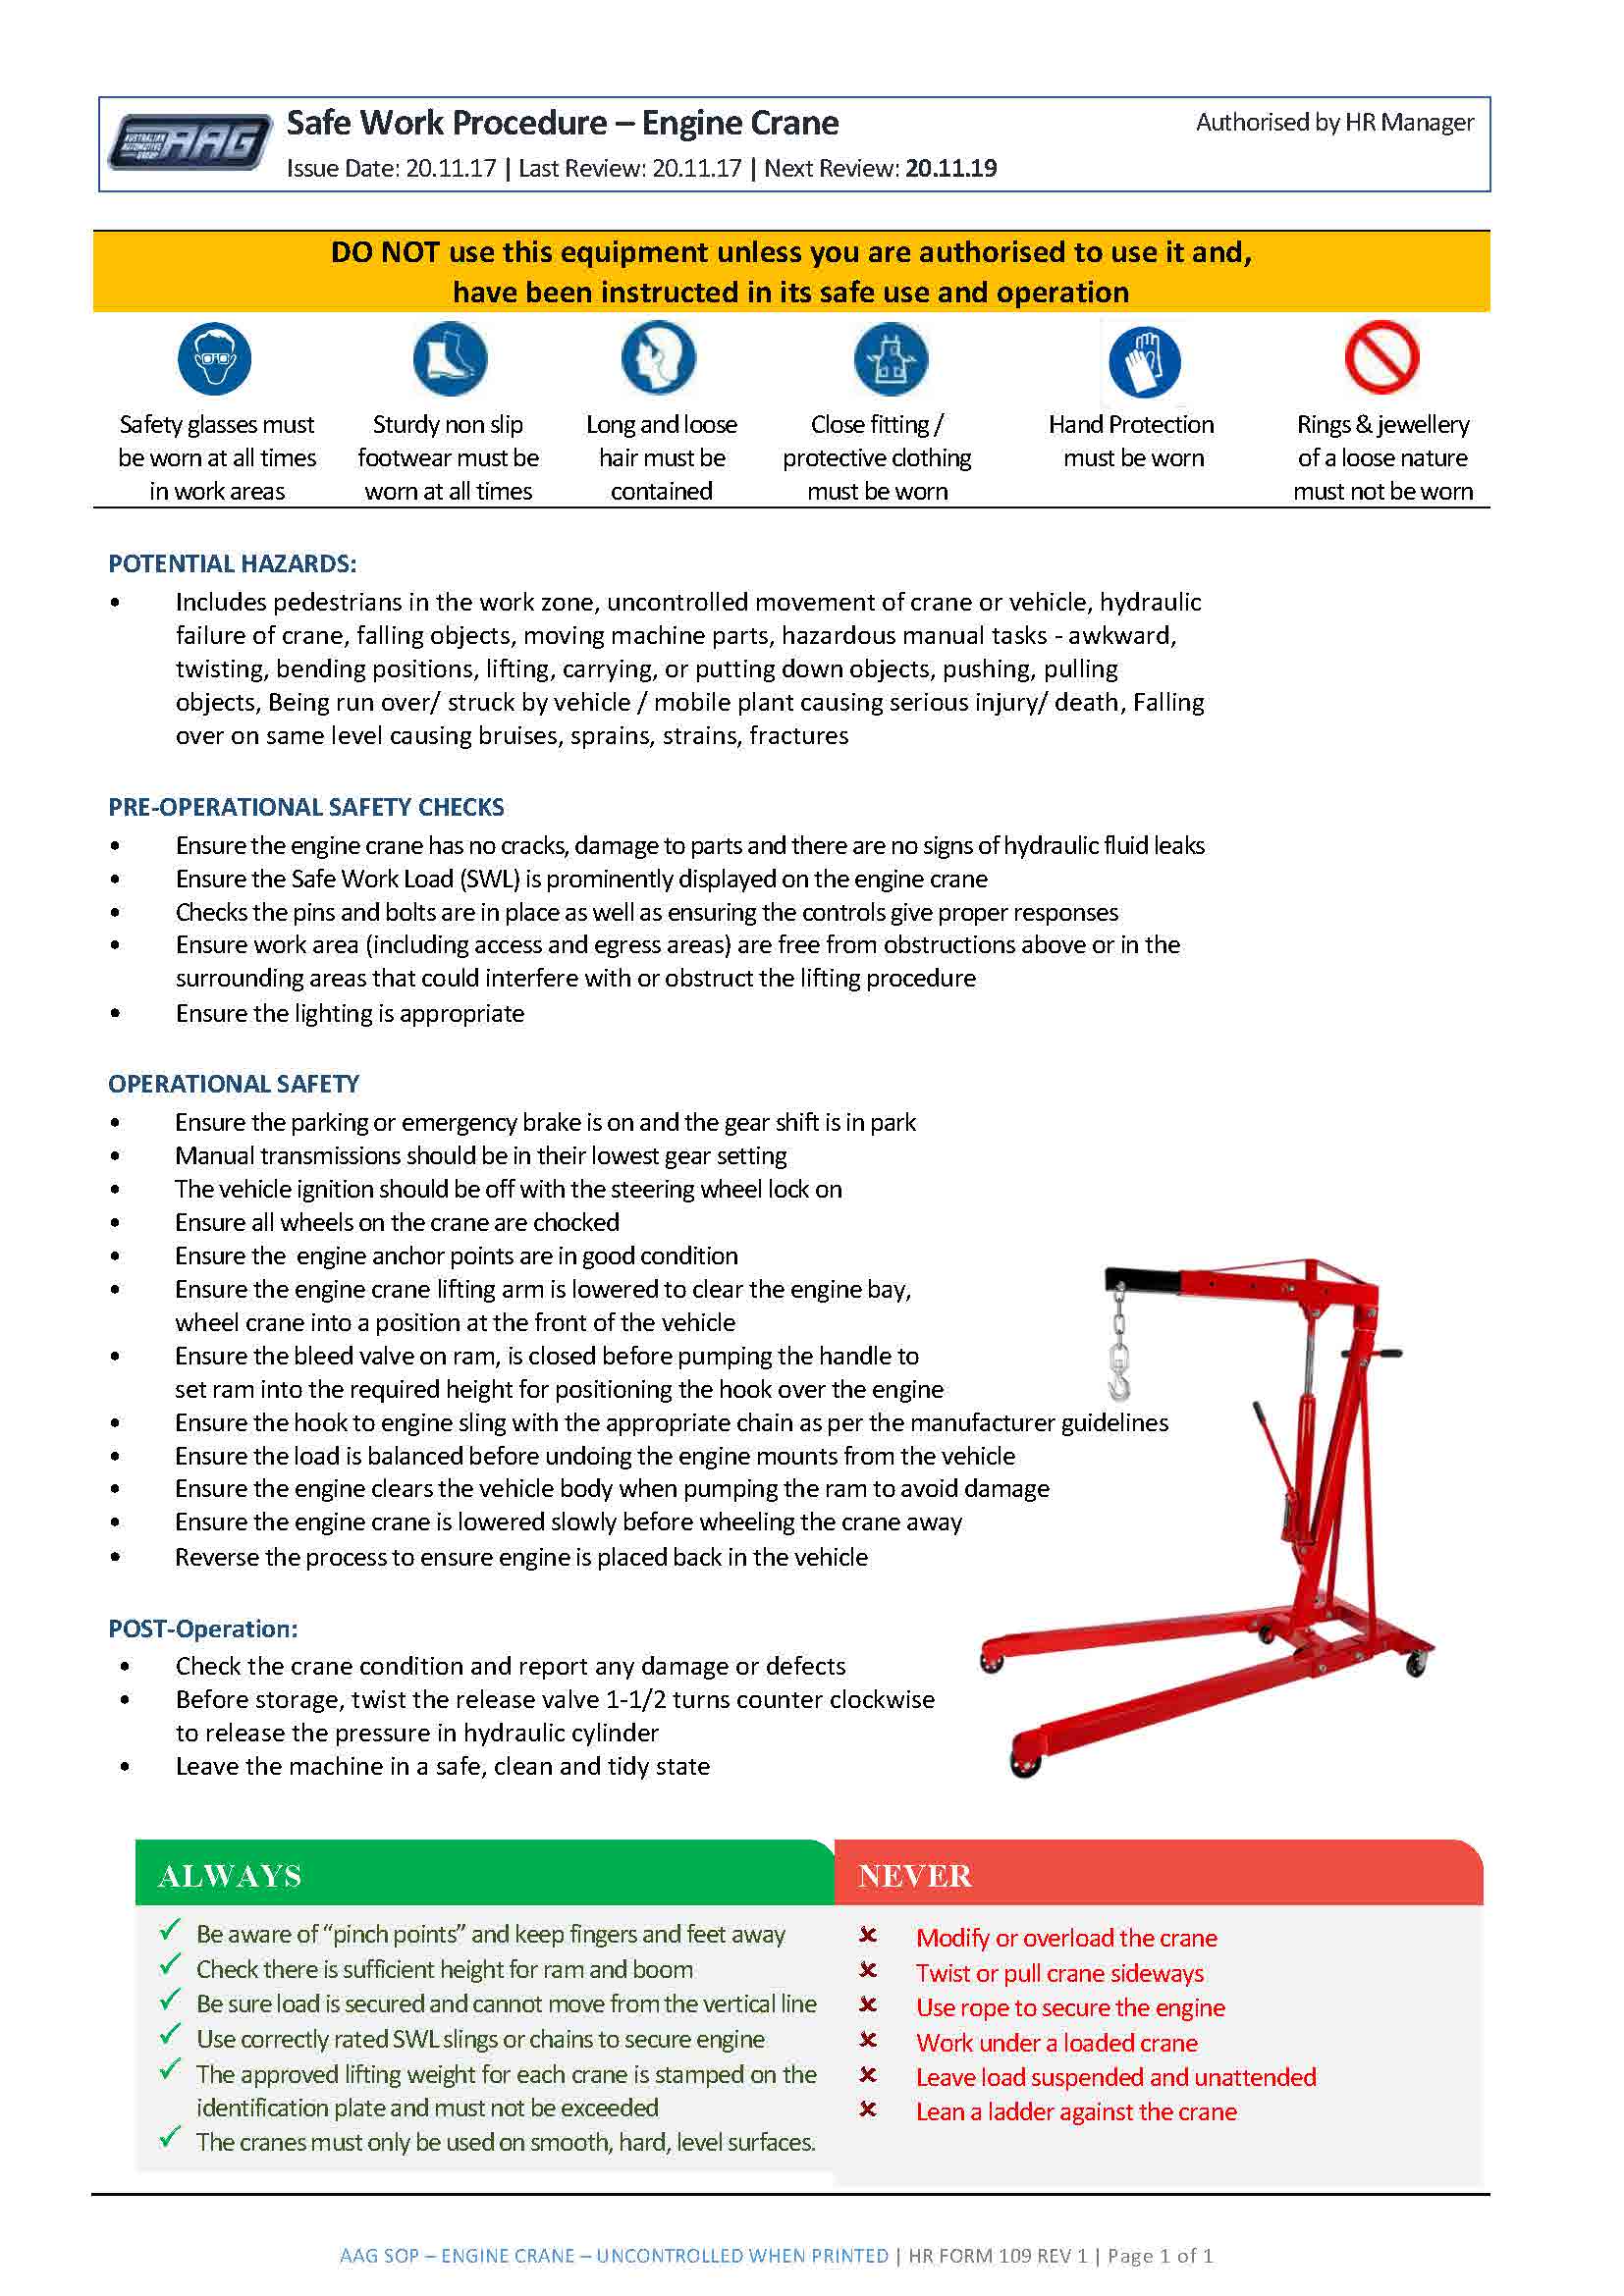 AUSTRALIAN
AUTOMOTIVE
GROUP
AAG
Safe Work Procedure – Engine Crane
Authorised by HR Manager
Issue Date: 20.11.17 | Last Review: 20.11.17 | Next Review: 20.11.19
DO NOT use this equipment unless you are authorised to use it and,
have been instructed in its safe use and operation
Safety glasses must
be worn at all times
in work areas
Sturdy non slip
footwear must be
worn at all times
Long and loose
hair must be
contained
Close fitting /
protective clothing
must be worn
Hand Protection
must be worn
Rings & jewellery
of a loose nature
must not be worn
POTENTIAL HAZARDS:
• Includes pedestrians in the work zone, uncontrolled movement of crane or vehicle, hydraulic
failure of crane, falling objects, moving machine parts, hazardous manual tasks - awkward,
twisting, bending positions, lifting, carrying, or putting down objects, pushing, pulling
objects, Being run over/ struck by vehicle / mobile plant causing serious injury/ death, Falling
over on same level causing bruises, sprains, strains, fractures
PRE-OPERATIONAL SAFETY CHECKS
• Ensure the engine crane has no cracks, damage to parts and there are no signs of hydraulic fluid leaks
• Ensure the Safe Work Load (SWL) is prominently displayed on the engine crane
• Checks the pins and bolts are in place as well as ensuring the controls give proper responses
• Ensure work area (including access and egress areas) are free from obstructions above or in the
surrounding areas that could interfere with or obstruct the lifting procedure
• Ensure the lighting is appropriate
OPERATIONAL SAFETY
• Ensure the parking or emergency brake is on and the gear shift is in park
• Manual transmissions should be in their lowest gear setting
• The vehicle ignition should be off with the steering wheel lock on
• Ensure all wheels on the crane are chocked
• Ensure the  engine anchor points are in good condition
• Ensure the engine crane lifting arm is lowered to clear the engine bay,
wheel crane into a position at the front of the vehicle
• Ensure the bleed valve on ram, is closed before pumping the handle to
set ram into the required height for positioning the hook over the engine
• Ensure the hook to engine sling with the appropriate chain as per the manufacturer guidelines
• Ensure the load is balanced before undoing the engine mounts from the vehicle
• Ensure the engine clears the vehicle body when pumping the ram to avoid damage
• Ensure the engine crane is lowered slowly before wheeling the crane away
• Reverse the process to ensure engine is placed back in the vehicle
POST-Operation:
• Check the crane condition and report any damage or defects
• Before storage, twist the release valve 1-1/2 turns counter clockwise
to release the pressure in hydraulic cylinder
• Leave the machine in a safe, clean and tidy state
ALWAYS
✓ Be aware of “pinch points” and keep fingers and feet away
✓ Check there is sufficient height for ram and boom
✓ Be sure load is secured and cannot move from the vertical line
✓ Use correctly rated SWL slings or chains to secure engine
✓ The approved lifting weight for each crane is stamped on the
identification plate and must not be exceeded
✓ The cranes must only be used on smooth, hard, level surfaces.
NEVER
✘ Modify or overload the crane
✘ Twist or pull crane sideways
✘ Use rope to secure the engine
✘ Work under a loaded crane
✘ Leave load suspended and unattended
✘ Lean a ladder against the crane
AAG SOP – ENGINE CRANE – UNCONTROLLED WHEN PRINTED | HR FORM 109 REV 1 | Page 1 of 1